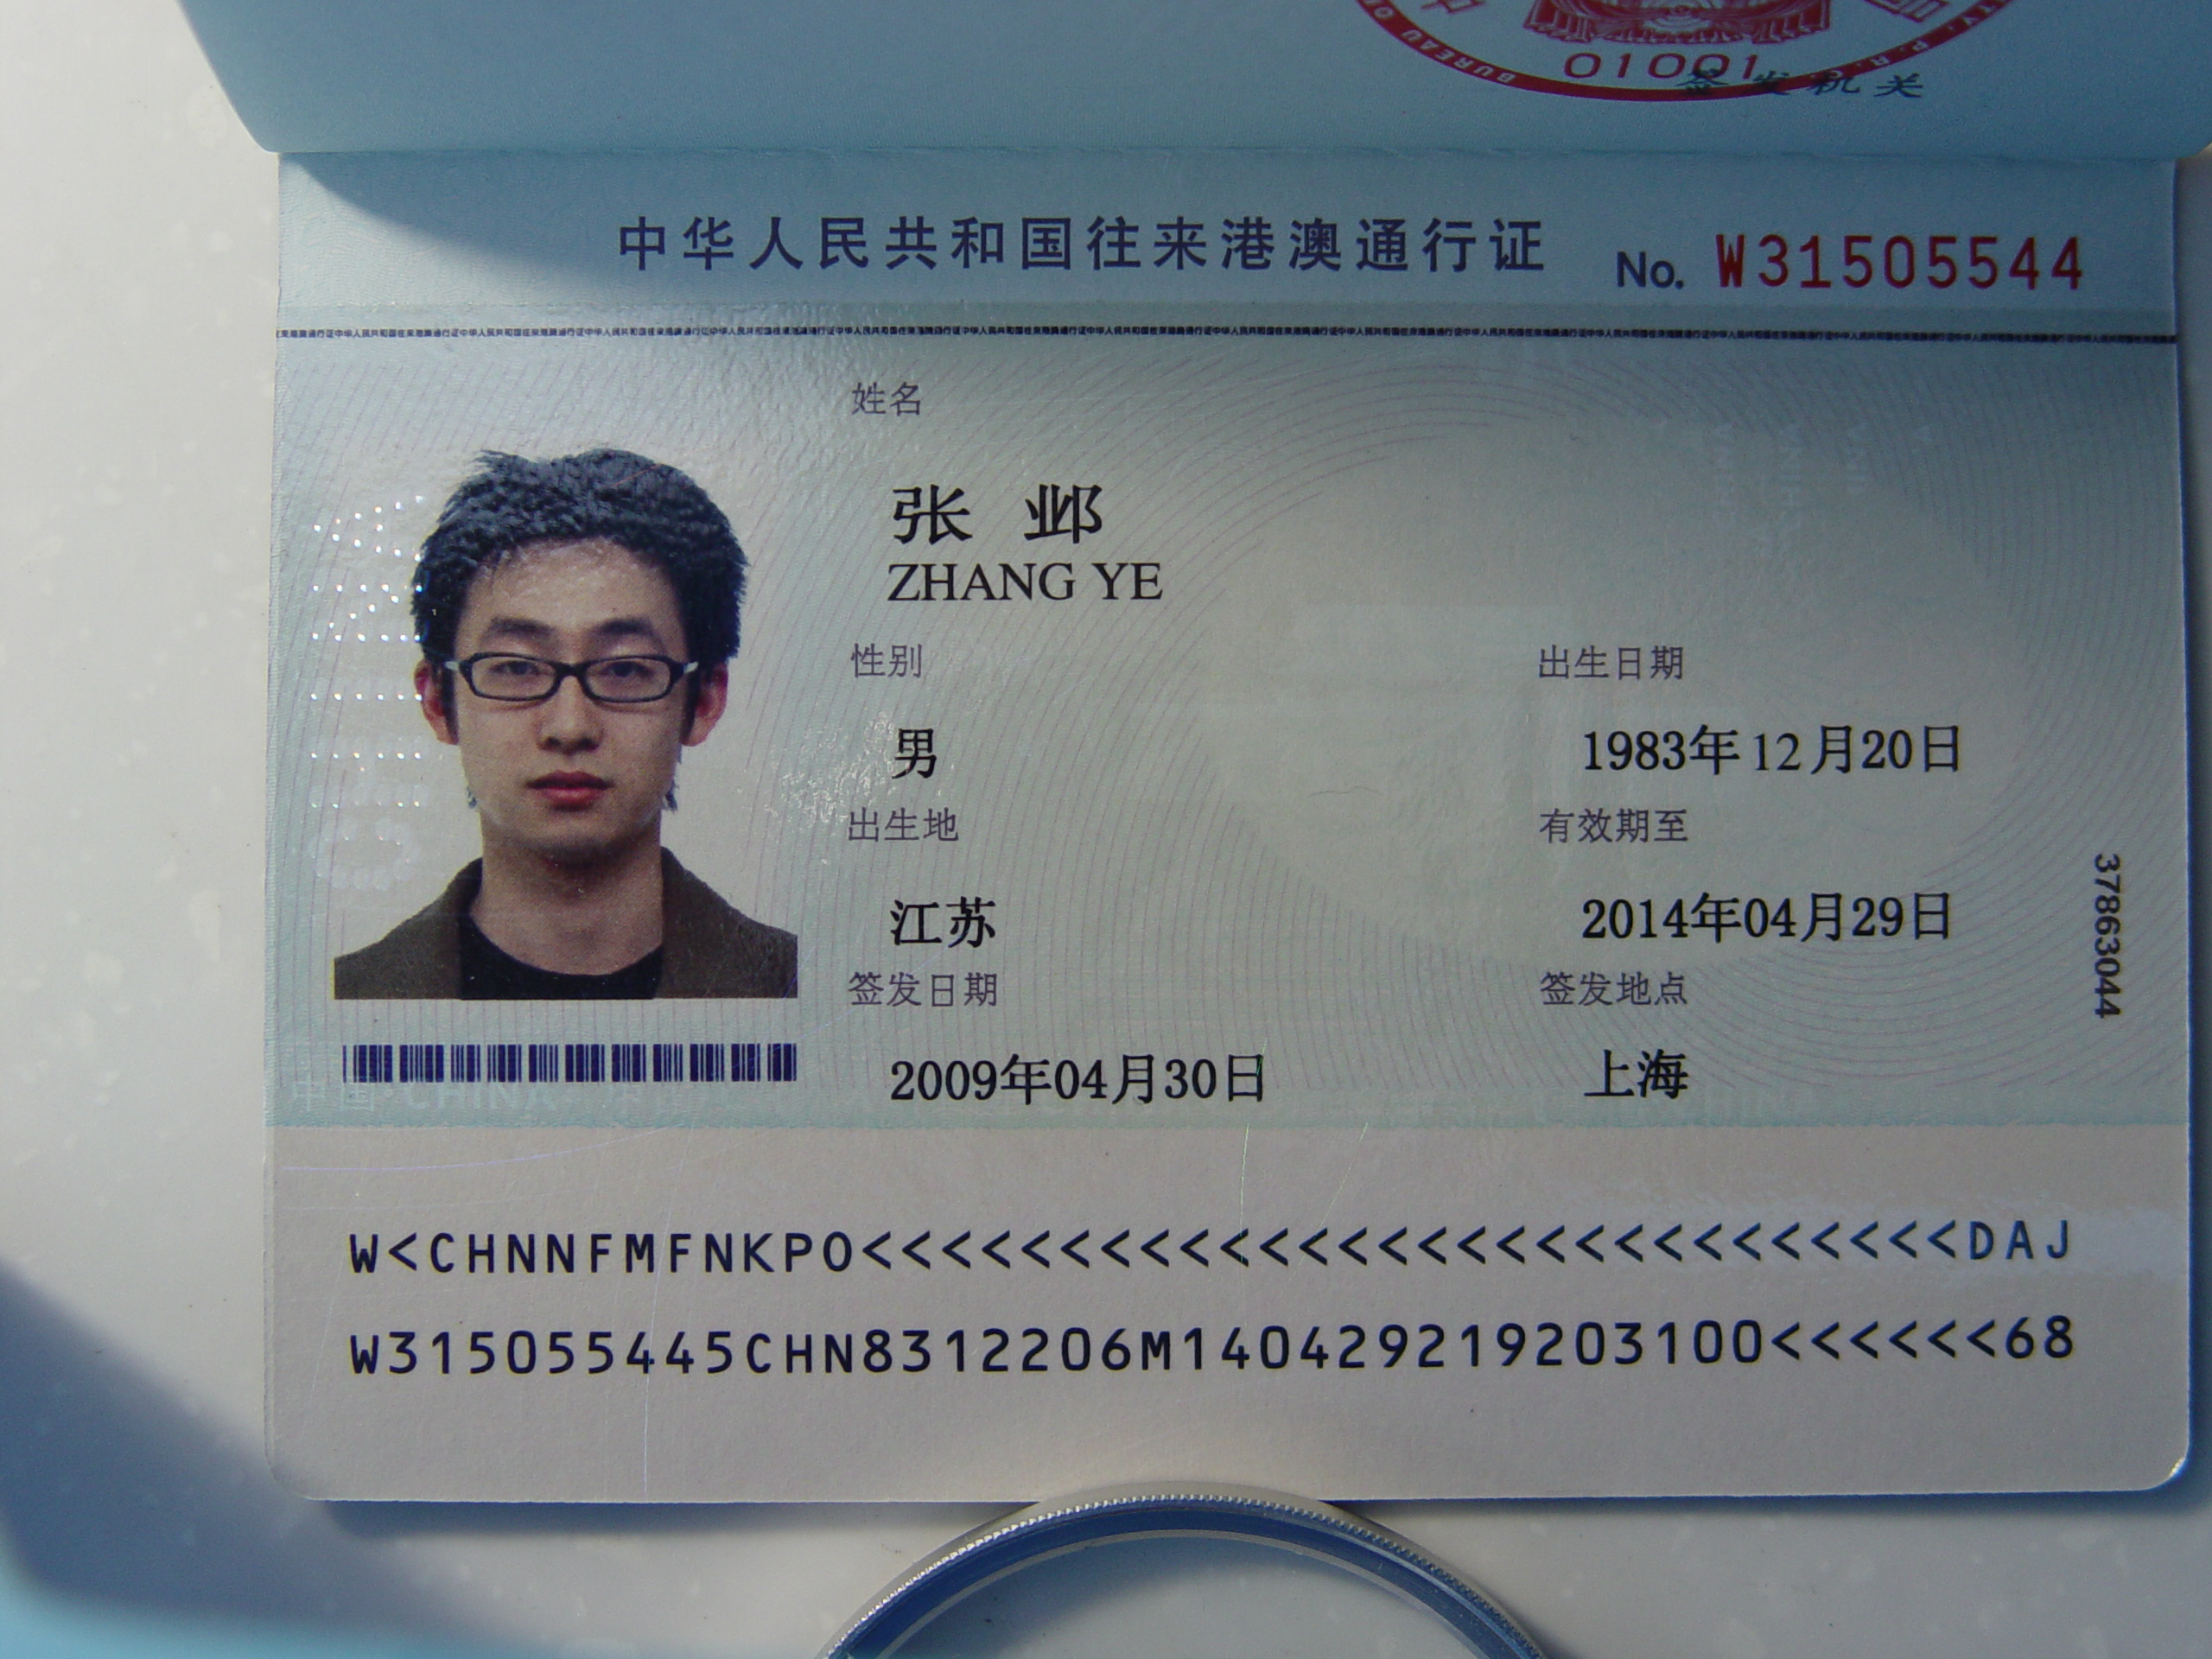 01001
签发机关
中华人民共和国往来港澳通行证 No. W31505544
姓名
张 邺
ZHANG YE
性别 出生日期
男 1983年12月20日
出生地 有效期至
江苏 2014年04月29日
签发日期 签发地点
2009年04月30日 上海
37863044
W<CHNNFMFNKPO<<<<<<<<<<<<<<<<<<<<<<<<<<<<DAJ
W315055445CHN8312206M140429219203100<<<<<<68